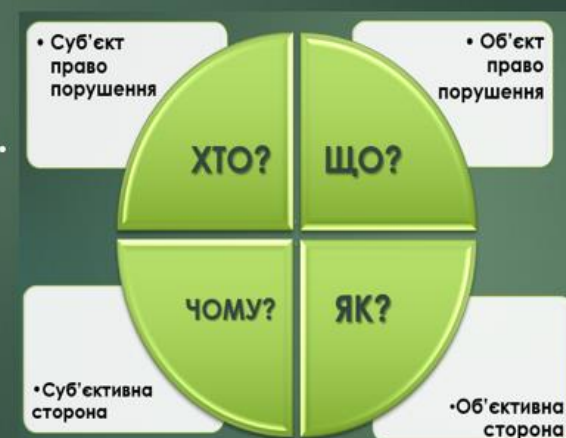 • Суб’єкт
право
порушення
• Об’єкт
право
порушення
ХТО?
ЩО?
ЧОМУ?
ЯК?
•Суб’єктивна
сторона
•Об’єктивна
сторона